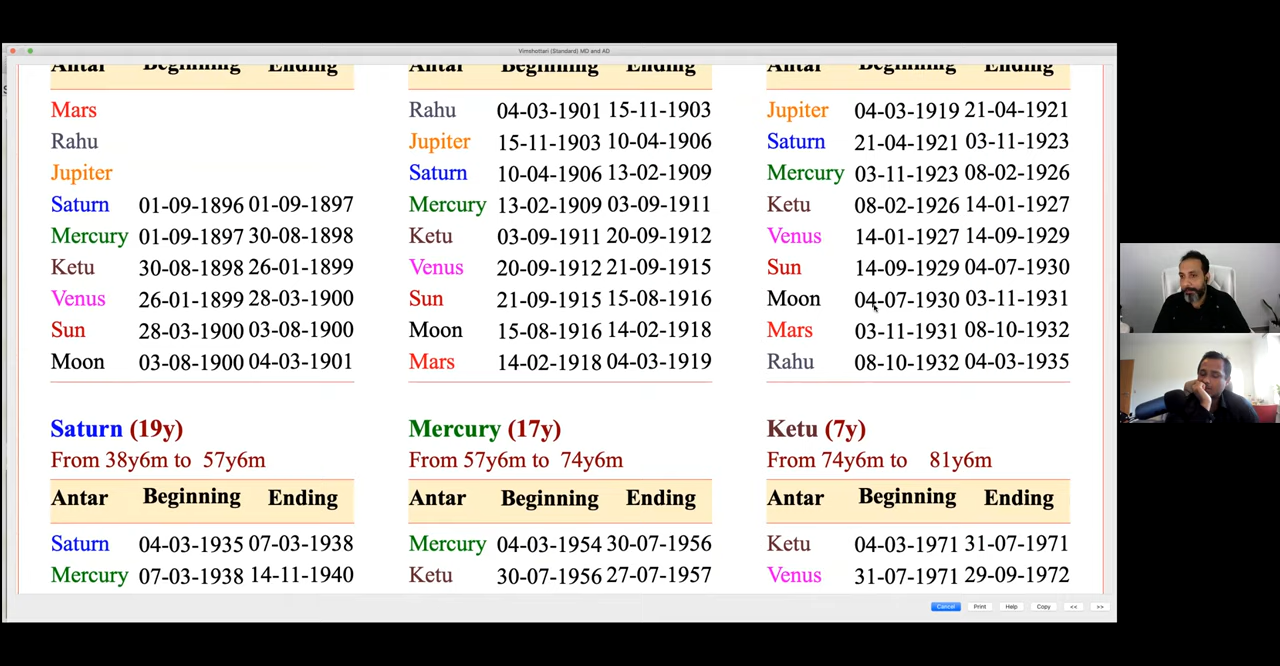 Vimshottari (Standard) MD and AD
Antar Beginning Ending
Mars
Rahu
Jupiter
Saturn 01-09-1896 01-09-1897
Mercury 01-09-1897 30-08-1898
Ketu 30-08-1898 26-01-1899
Venus 26-01-1899 28-03-1900
Sun 28-03-1900 03-08-1900
Moon 03-08-1900 04-03-1901
Antar Beginning Ending
Rahu 04-03-1901 15-11-1903
Jupiter 15-11-1903 10-04-1906
Saturn 10-04-1906 13-02-1909
Mercury 13-02-1909 03-09-1911
Ketu 03-09-1911 20-09-1912
Venus 20-09-1912 21-09-1915
Sun 21-09-1915 15-08-1916
Moon 15-08-1916 14-02-1918
Mars 14-02-1918 04-03-1919
Antar Beginning Ending
Jupiter 04-03-1919 21-04-1921
Saturn 21-04-1921 03-11-1923
Mercury 03-11-1923 08-02-1926
Ketu 08-02-1926 14-01-1927
Venus 14-01-1927 14-09-1929
Sun 14-09-1929 04-07-1930
Moon 04-07-1930 03-11-1931
Mars 03-11-1931 08-10-1932
Rahu 08-10-1932 04-03-1935
Saturn (19y)
From 38y6m to 57y6m
Antar Beginning Ending
Saturn 04-03-1935 07-03-1938
Mercury 07-03-1938 14-11-1940
Mercury (17y)
From 57y6m to 74y6m
Antar Beginning Ending
Mercury 04-03-1954 30-07-1956
Ketu 30-07-1956 27-07-1957
Ketu (7y)
From 74y6m to 81y6m
Antar Beginning Ending
Ketu 04-03-1971 31-07-1971
Venus 31-07-1971 29-09-1972
Cancel Print Help Copy << >>